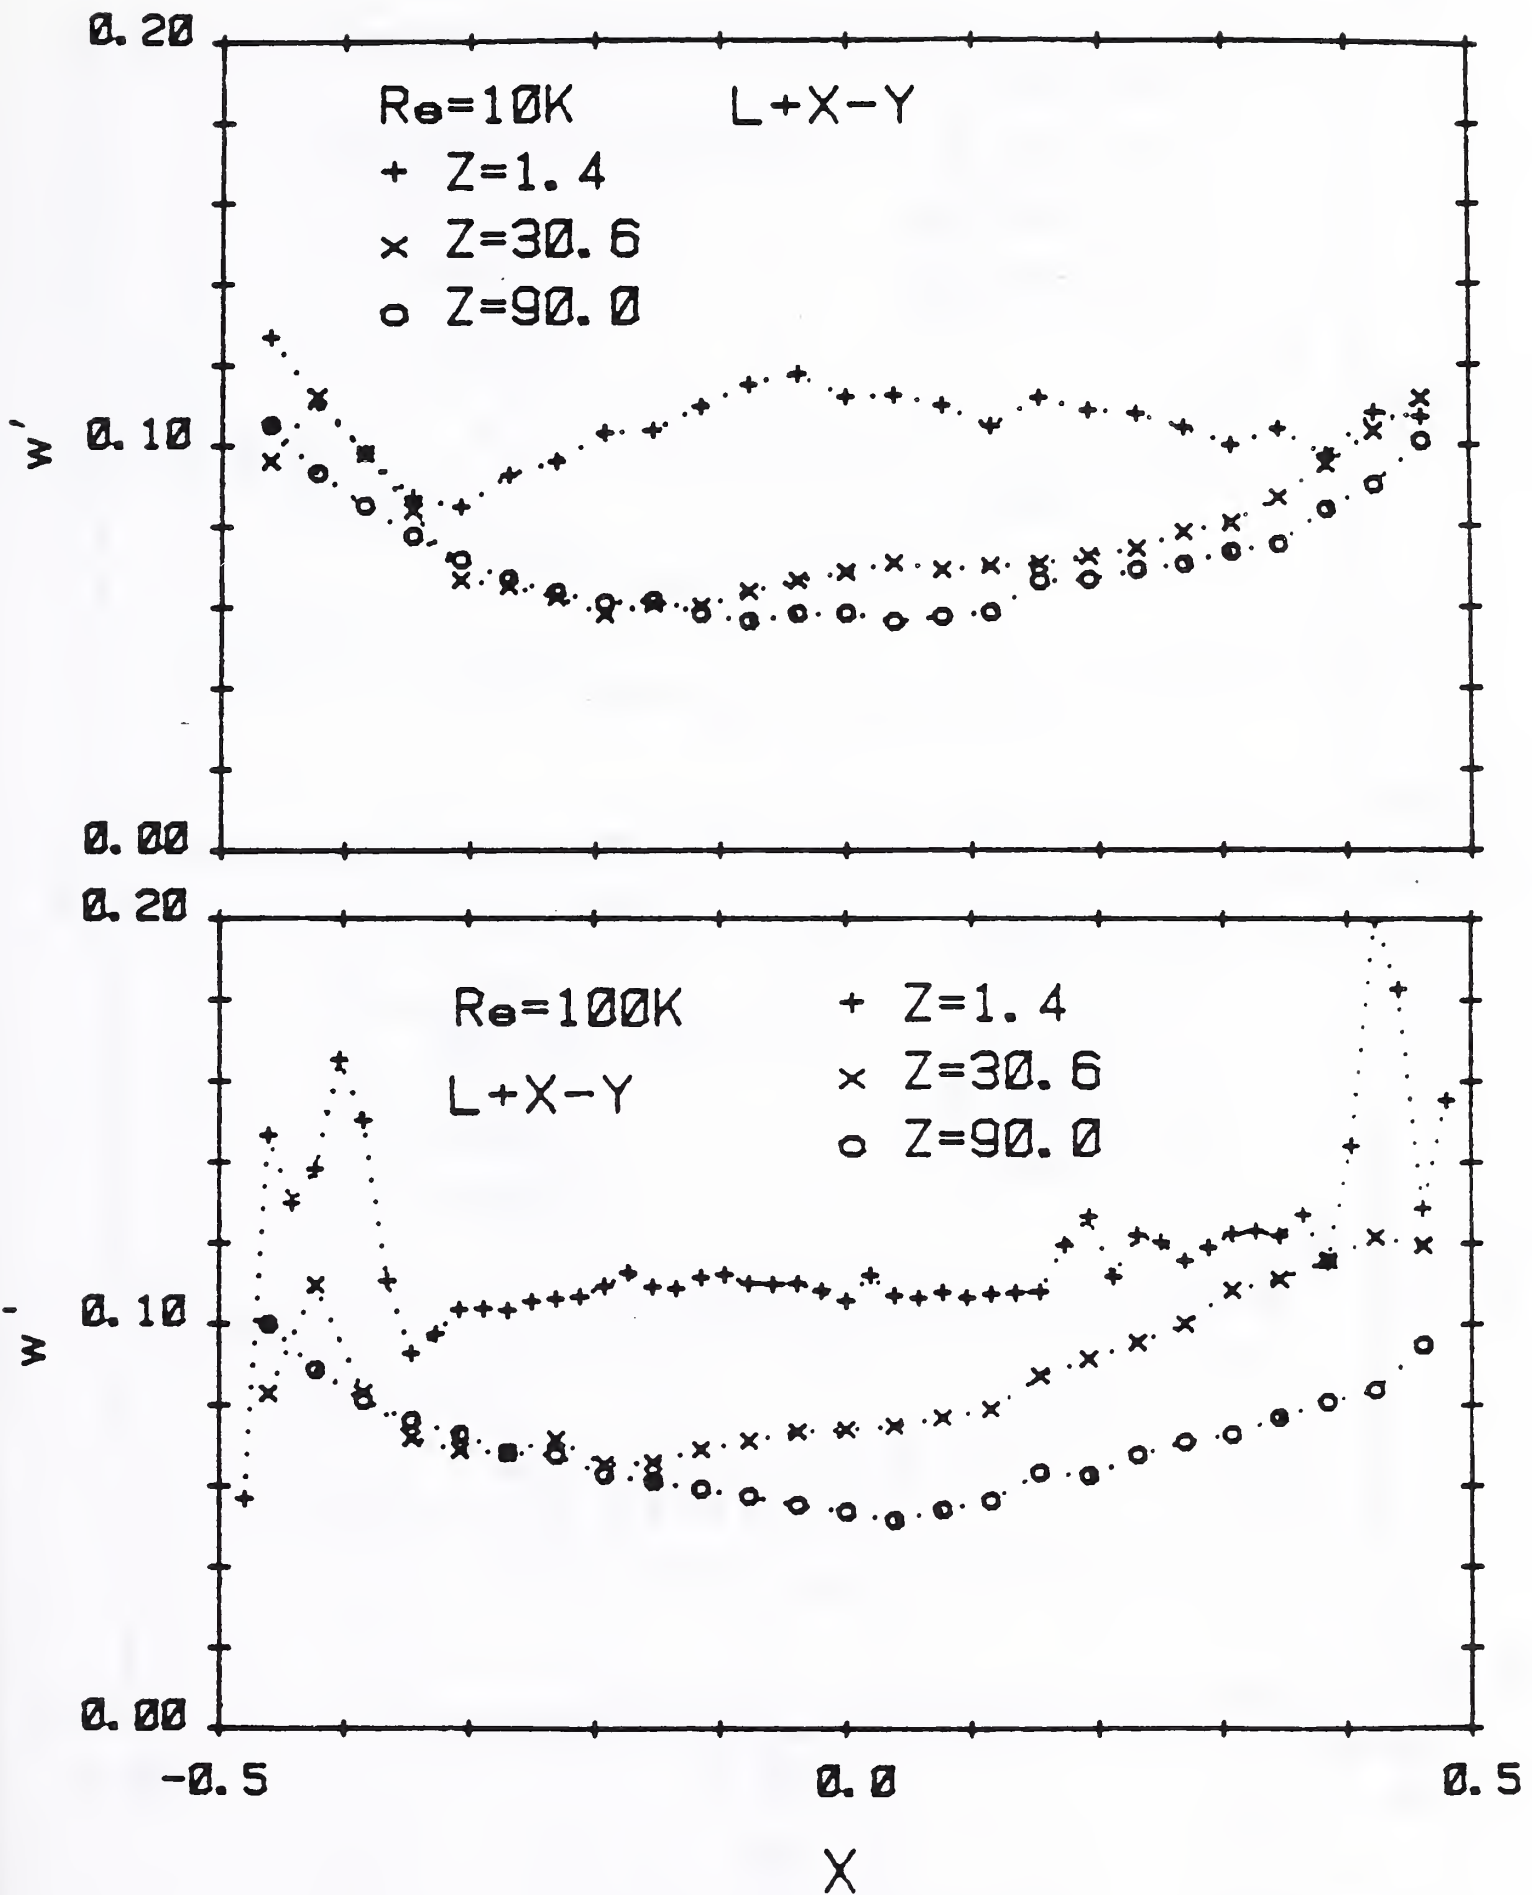 0.20
Re=10K L+X-Y
+ Z=1.4
× Z=30.6
o Z=90.0
w' 0.10
0.00
0.20
Re=100K + Z=1.4
L+X-Y × Z=30.6
o Z=90.0
w' 0.10
0.00
-0.5 0.0 0.5
X